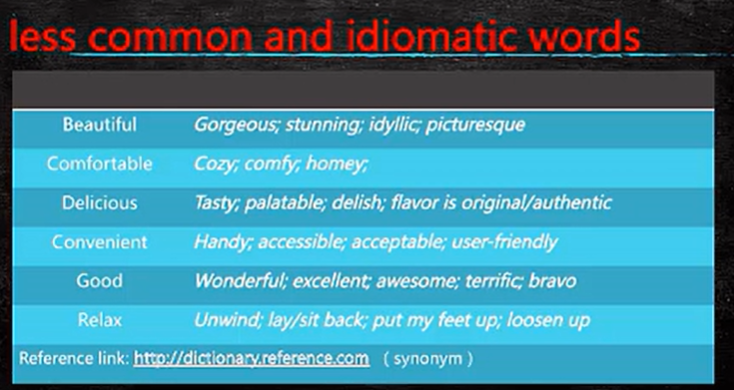 less common and idiomatic words
Beautiful Gorgeous; stunning; idyllic; picturesque
Comfortable Cozy; comfy; homey;
Delicious Tasty; palatable; delish; flavor is original/authentic
Convenient Handy; accessible; acceptable; user-friendly
Good Wonderful; excellent; awesome; terrific; bravo
Relax Unwind; lay/sit back; put my feet up; loosen up
Reference link: http://dictionary.reference.com ( synonym )